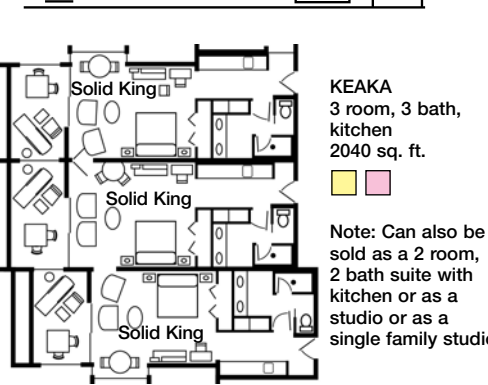 Solid King
Solid King
Solid King
KEAKA
3 room, 3 bath,
kitchen
2040 sq. ft.
Note: Can also be
sold as a 2 room,
2 bath suite with
kitchen or as a
studio or as a
single family studio